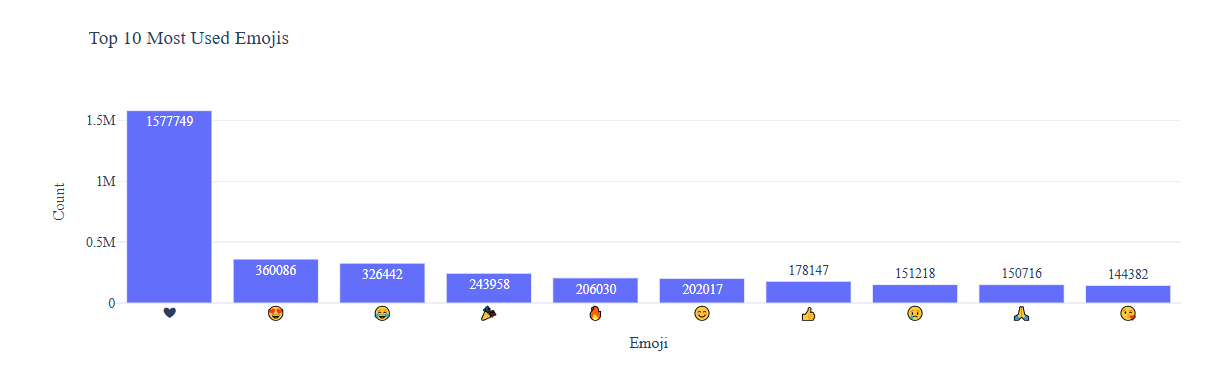 Top 10 Most Used Emojis
1.5M
1M
0.5M
0
Count
1577749
360086
326442
243958
206030
202017
178147
151218
150716
144382
Emoji